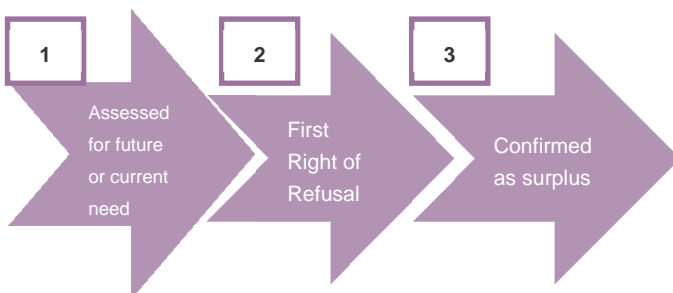 1
Assessed
for future
or current
need
2
First
Right of
Refusal
3
Confirmed
as surplus